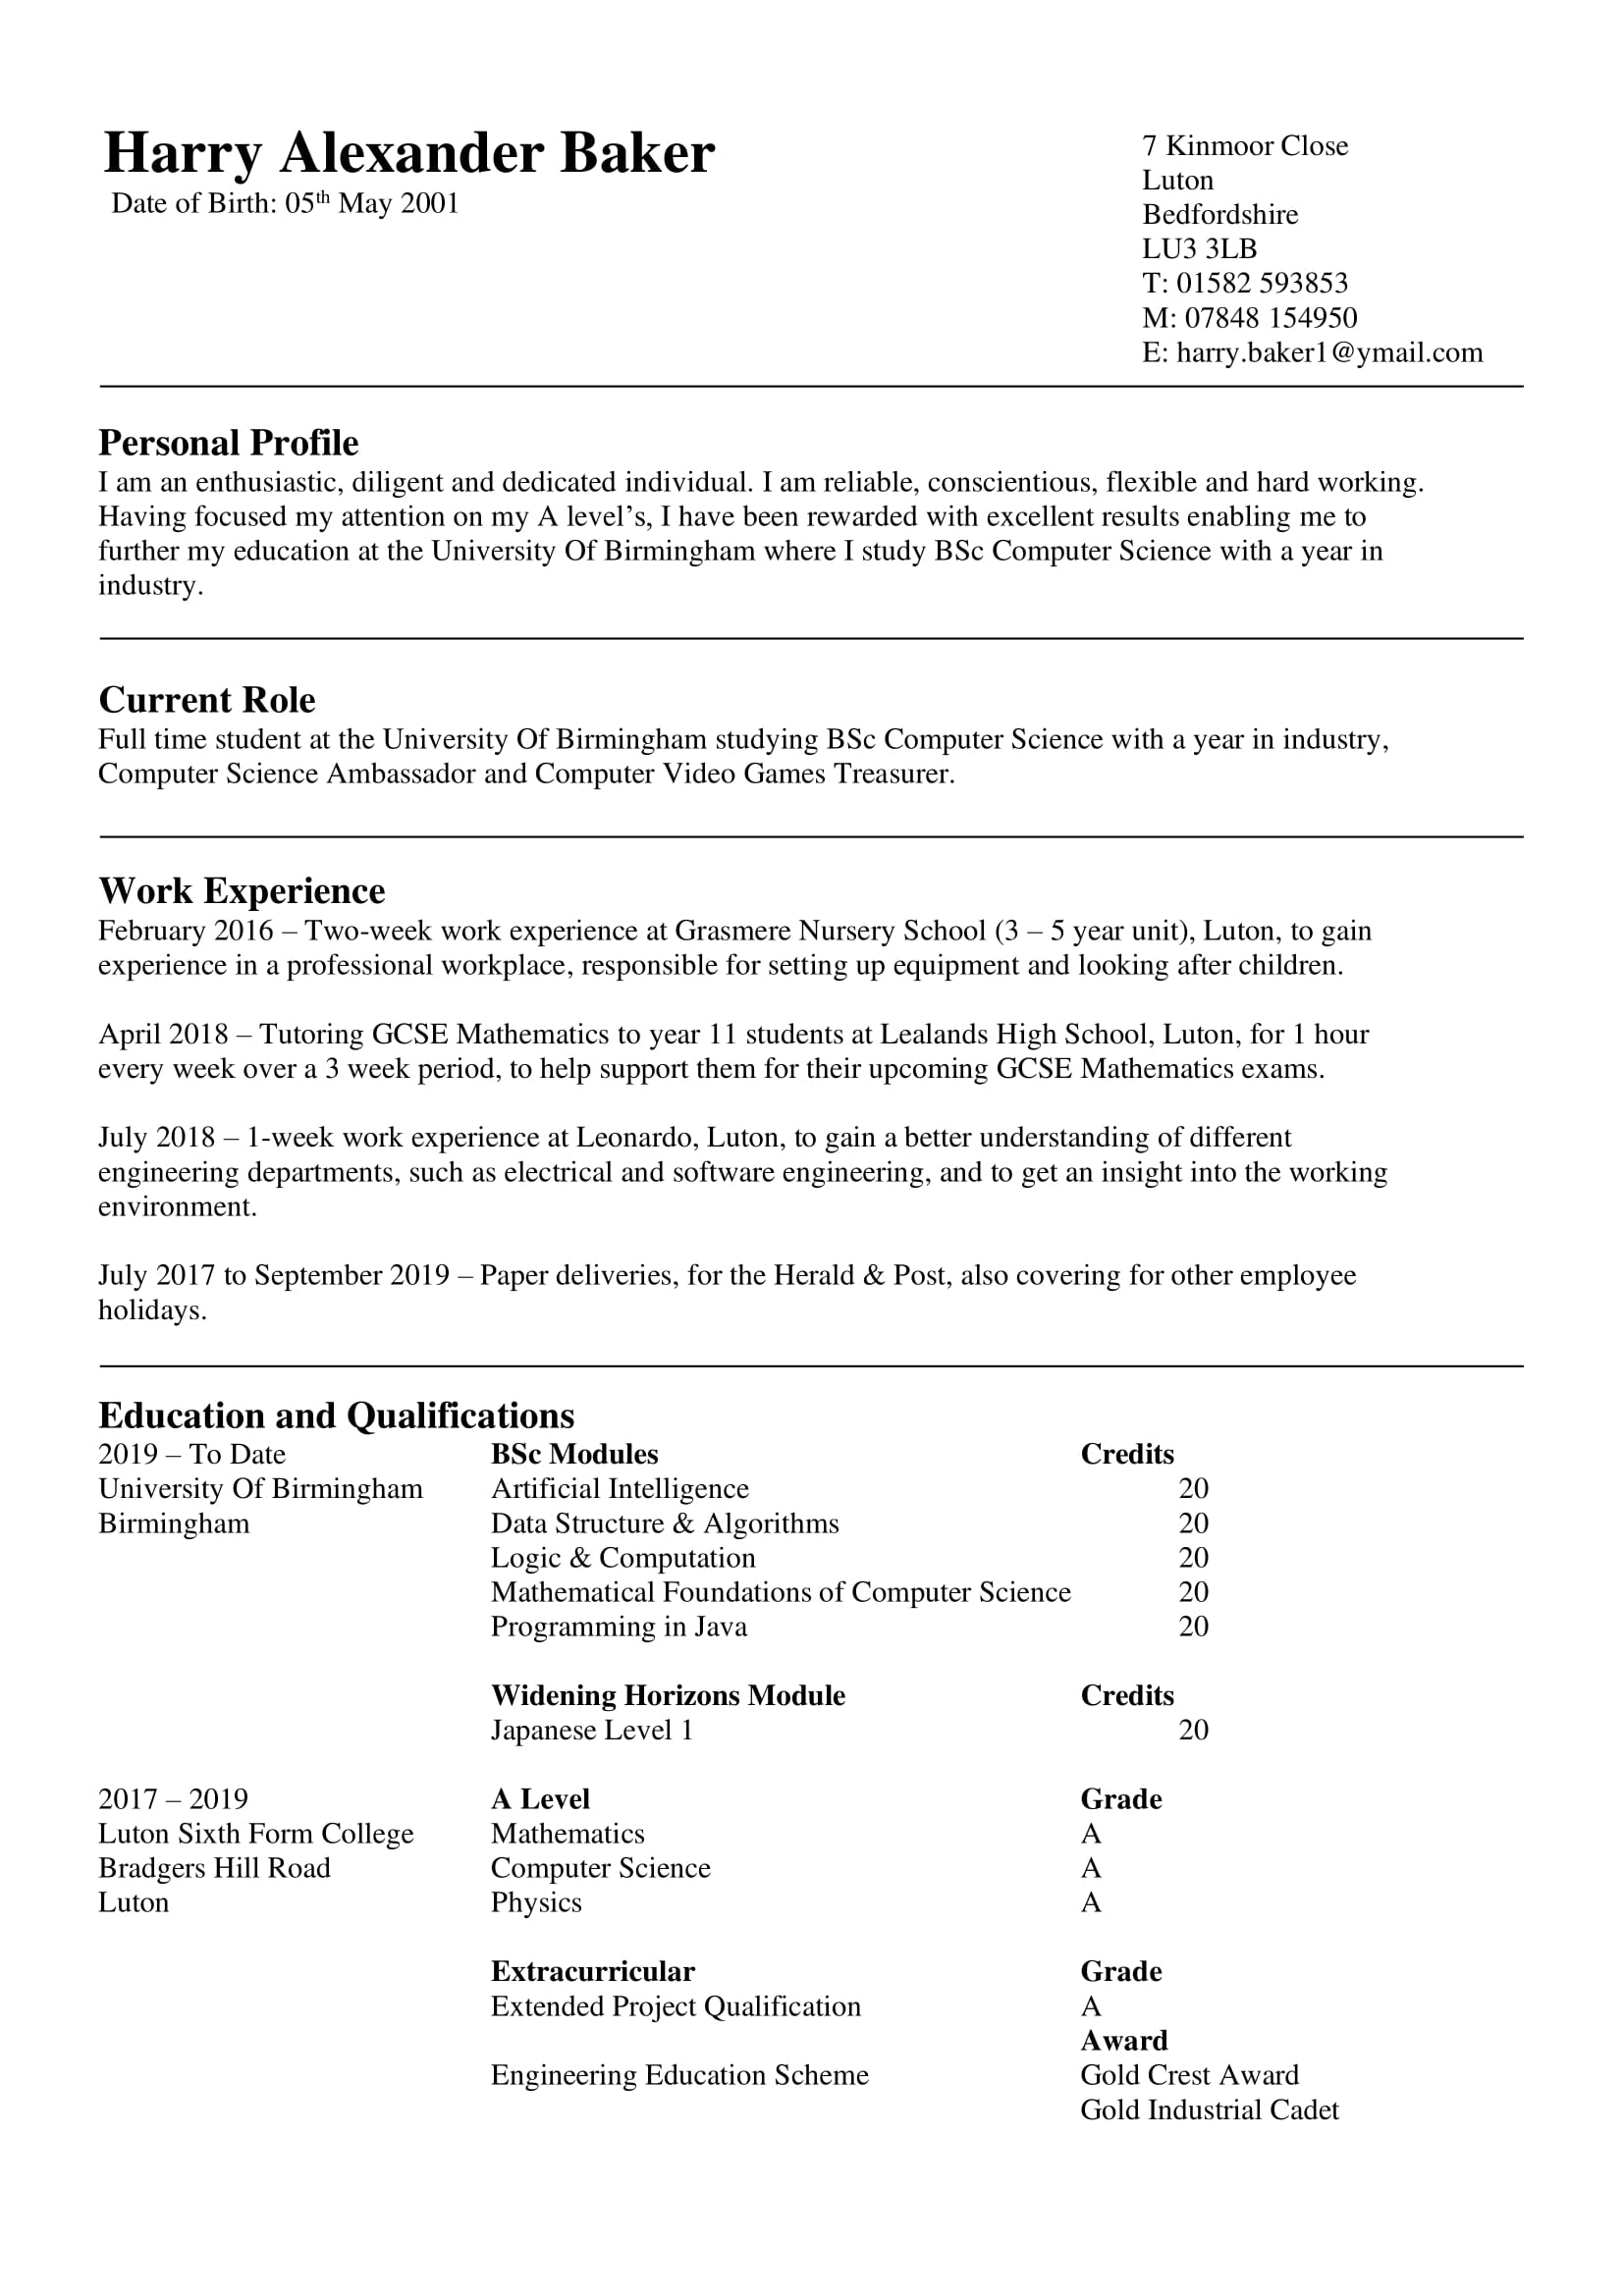 Harry Alexander Baker
Date of Birth: 05th May 2001
7 Kinmoor Close
Luton
Bedfordshire
LU3 3LB
T: 01582 593853
M: 07848 154950
E: harry.baker1@ymail.com
Personal Profile
I am an enthusiastic, diligent and dedicated individual. I am reliable, conscientious, flexible and hard working.
Having focused my attention on my A level’s, I have been rewarded with excellent results enabling me to
further my education at the University Of Birmingham where I study BSc Computer Science with a year in
industry.
Current Role
Full time student at the University Of Birmingham studying BSc Computer Science with a year in industry,
Computer Science Ambassador and Computer Video Games Treasurer.
Work Experience
February 2016 – Two-week work experience at Grasmere Nursery School (3 – 5 year unit), Luton, to gain
experience in a professional workplace, responsible for setting up equipment and looking after children.
April 2018 – Tutoring GCSE Mathematics to year 11 students at Lealands High School, Luton, for 1 hour
every week over a 3 week period, to help support them for their upcoming GCSE Mathematics exams.
July 2018 – 1-week work experience at Leonardo, Luton, to gain a better understanding of different
engineering departments, such as electrical and software engineering, and to get an insight into the working
environment.
July 2017 to September 2019 – Paper deliveries, for the Herald & Post, also covering for other employee
holidays.
Education and Qualifications
2019 – To Date BSc Modules Credits
University Of Birmingham Artificial Intelligence 20
Birmingham Data Structure & Algorithms 20
Logic & Computation 20
Mathematical Foundations of Computer Science 20
Programming in Java 20
Widening Horizons Module Credits
Japanese Level 1 20
2017 – 2019 A Level Grade
Luton Sixth Form College Mathematics A
Bradgers Hill Road Computer Science A
Luton Physics A
Extracurricular Grade
Extended Project Qualification A
Award
Engineering Education Scheme Gold Crest Award
Gold Industrial Cadet